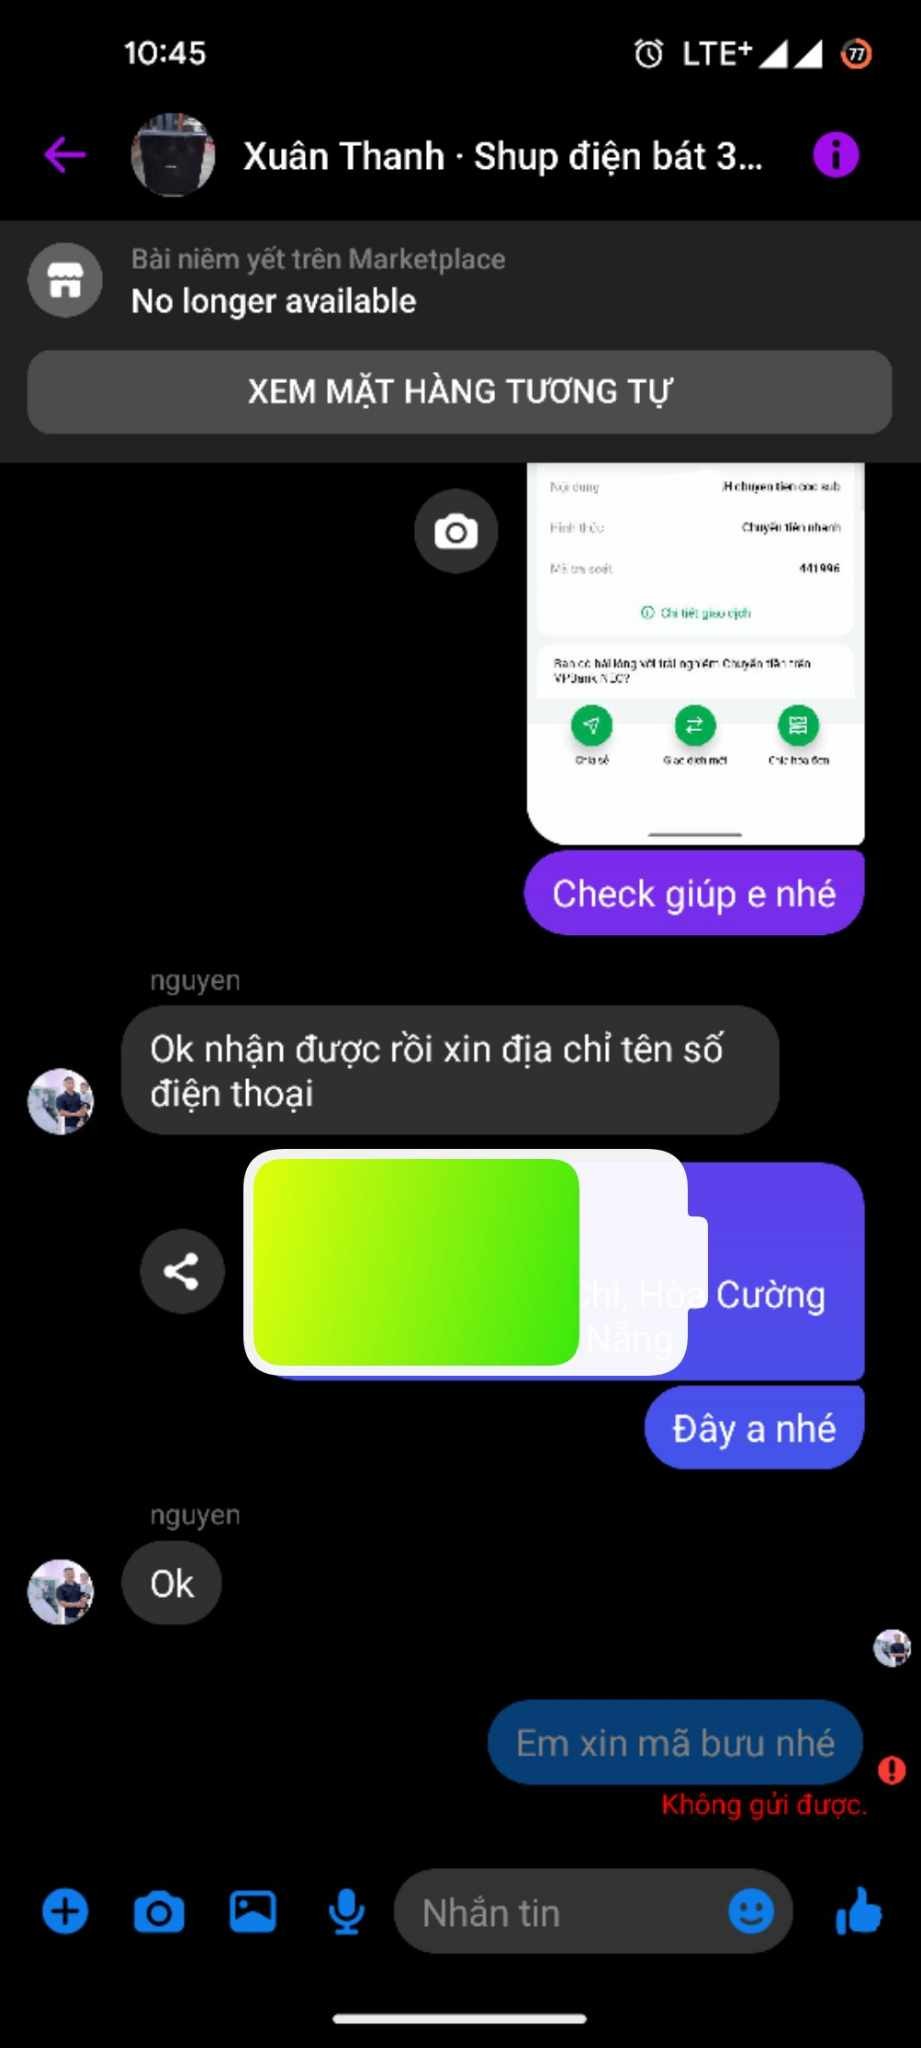 10:45
LTE+
77
Xuân Thanh · Shup điện bát 3...
Bài niêm yết trên Marketplace
No longer available
XEM MẶT HÀNG TƯƠNG TỰ
Nội dung
chuyen tien coc sub
Hình thức
Chuyển tiền nhanh
Mã tra soát
441996
Chi tiết giao dịch
Bạn có hài lòng với trải nghiệm Chuyển tiền trên
VPBank NEO?
Chia sẻ
Giao dịch mới
Chia hóa đơn
Check giúp e nhé
nguyen
Ok nhận được rồi xin địa chỉ tên số
điện thoại
Hòa Cường
Nẵng
Đây a nhé
nguyen
Ok
Em xin mã bưu nhé
Không gửi được.
Nhắn tin